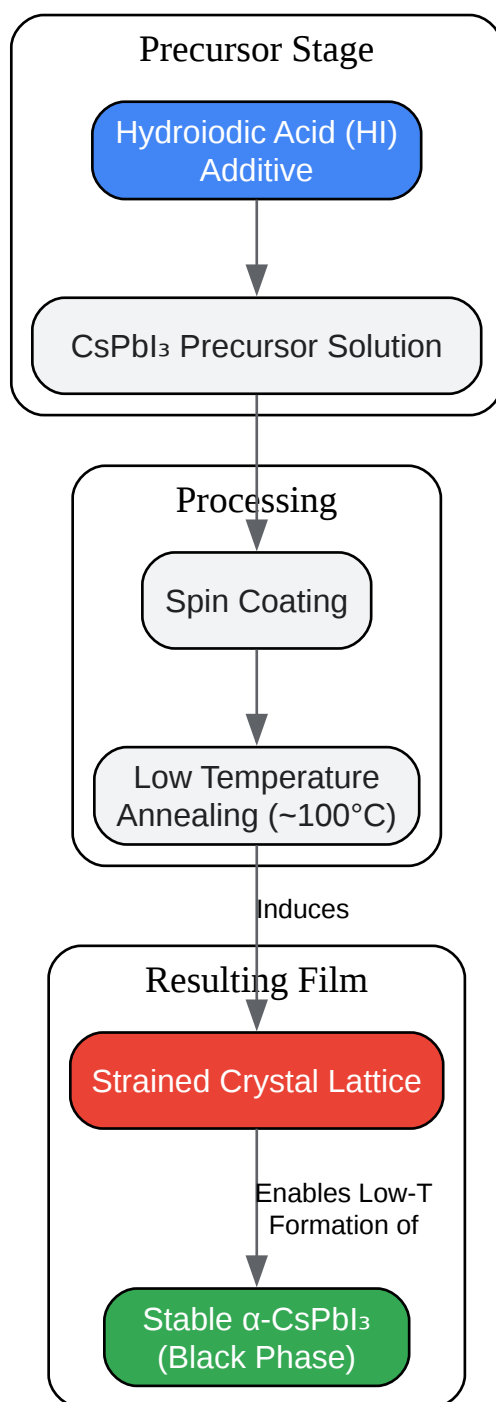 Precursor Stage
Hydroiodic Acid (HI)
Additive
CsPbI₃ Precursor Solution
Processing
Spin Coating
Low Temperature
Annealing (~100°C)
Induces
Resulting Film
Strained Crystal Lattice
Enables Low-T
Formation of
Stable α-CsPbI₃
(Black Phase)